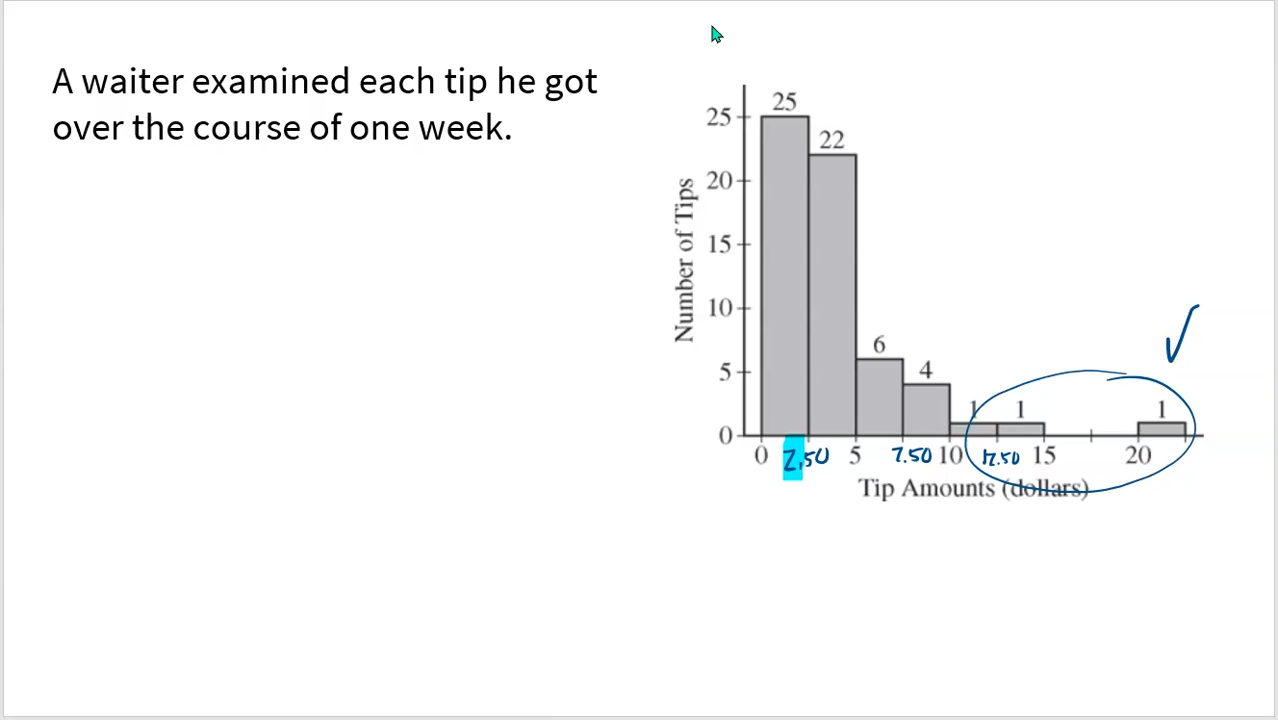 A waiter examined each tip he got
over the course of one week.
Number of Tips
25
20
15
10
5
0
25
22
6
4
1
1
1
0 2.50 5 7.50 10 12.50 15 20
Tip Amounts (dollars)